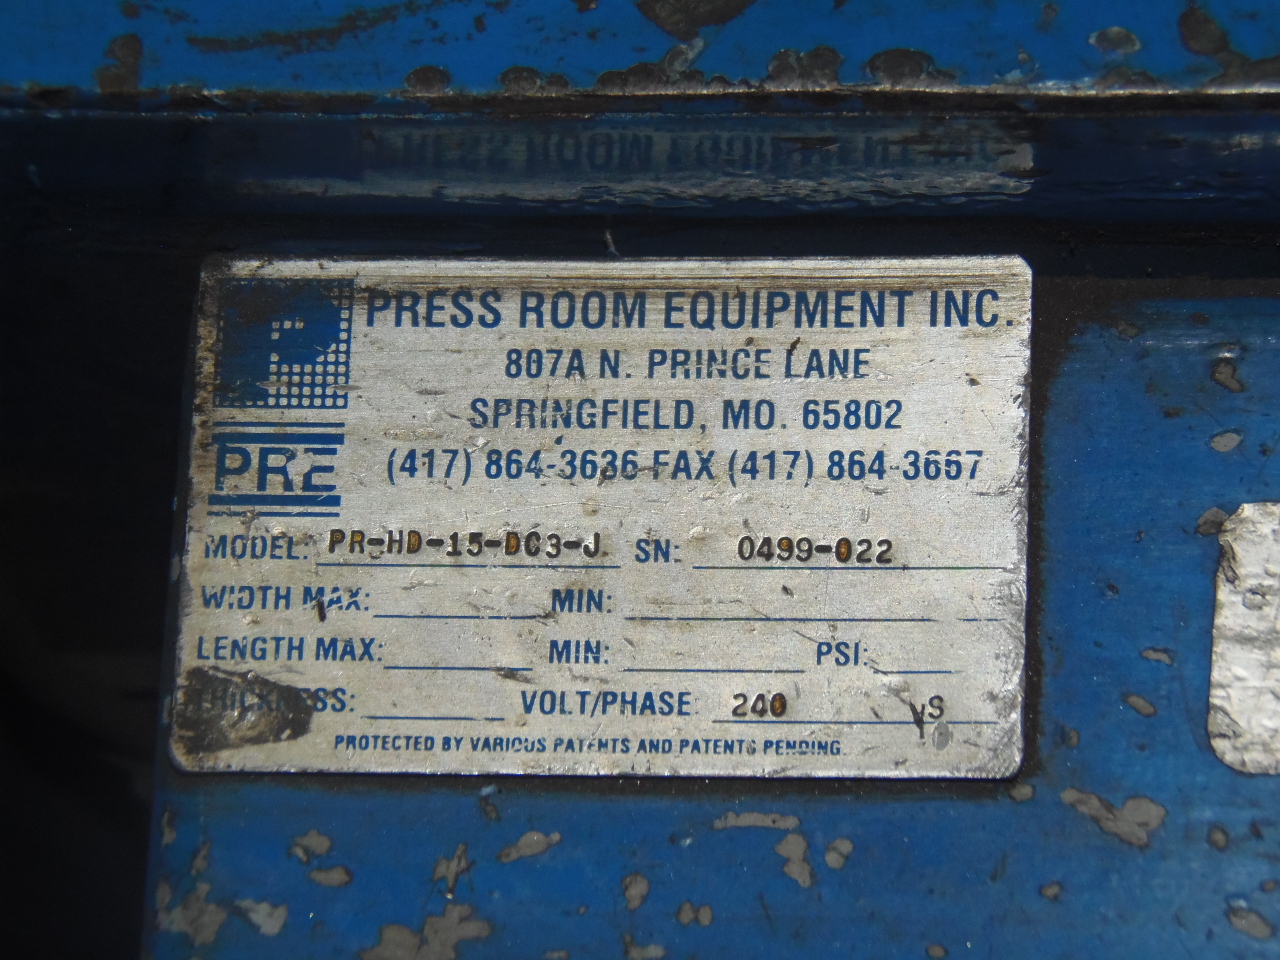 PRESS ROOM EQUIPMENT INC.
807A N. PRINCE LANE
SPRINGFIELD, MO. 65802
PRE
(417) 864-3636 FAX (417) 864-3667
MODEL: PR-HD-15-DC3-J SN: 0499-022
WIDTH MAX: MIN:
LENGTH MAX: MIN: PSI:
THICKNESS: VOLT/PHASE: 240
PROTECTED BY VARIOUS PATENTS AND PATENTS PENDING.